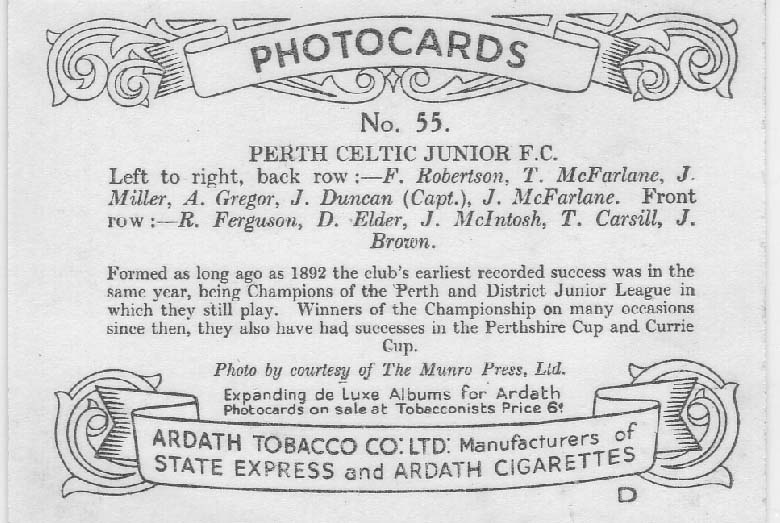 PHOTOCARDS
No. 55.
PERTH CELTIC JUNIOR F.C.
Left to right, back row :—F. Robertson, T. McFarlane, J.
Miller, A. Gregor, J. Duncan (Capt.), J. McFarlane. Front
row :—R. Ferguson, D. Elder, J. McIntosh, T. Carsill, J.
Brown.
Formed as long ago as 1892 the club's earliest recorded success was in the
same year, being Champions of the Perth and District Junior League in
which they still play. Winners of the Championship on many occasions
since then, they also have had successes in the Perthshire Cup and Currie
Cup.
Photo by courtesy of The Munro Press, Ltd.
Expanding de Luxe Albums for Ardath
Photocards on sale at Tobacconists Price 6ᵈ
ARDATH TOBACCO CO: LTD: Manufacturers of
STATE EXPRESS and ARDATH CIGARETTES
D